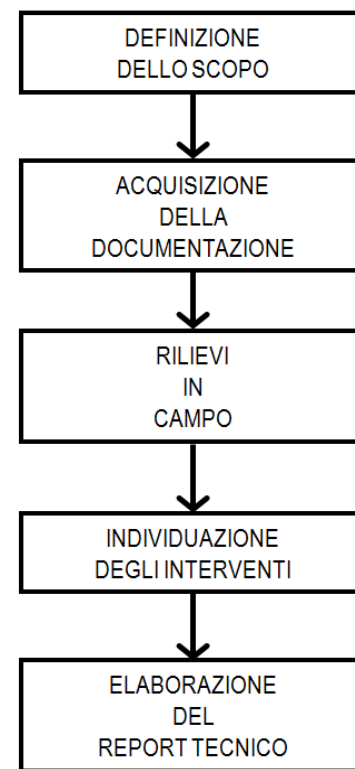 DEFINIZIONE
DELLO SCOPO
ACQUISIZIONE
DELLA
DOCUMENTAZIONE
RILIEVI
IN
CAMPO
INDIVIDUAZIONE
DEGLI INTERVENTI
ELABORAZIONE
DEL
REPORT TECNICO